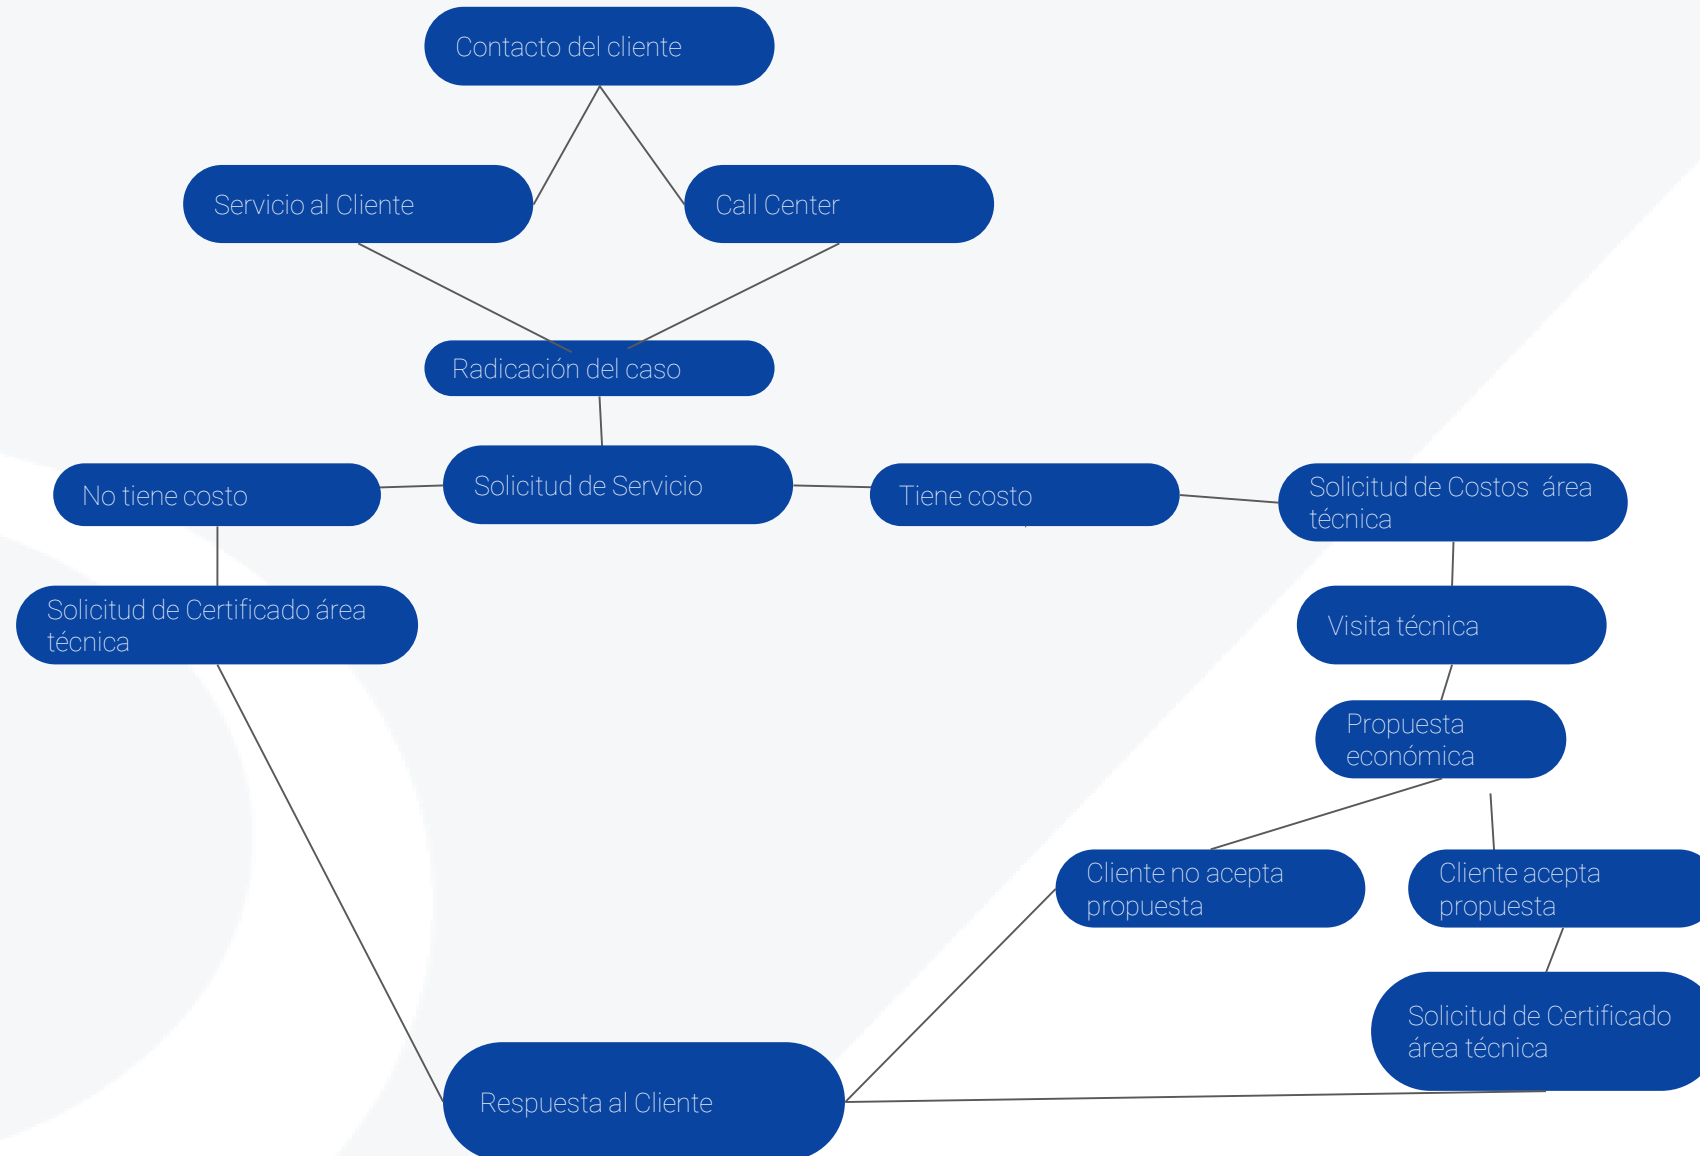 Contacto del cliente
Servicio al Cliente
Call Center
Radicación del caso
No tiene costo
Solicitud de Servicio
Tiene costo
Solicitud de Costos  área
técnica
Solicitud de Certificado área
técnica
Visita técnica
Propuesta
económica
Cliente no acepta
propuesta
Cliente acepta
propuesta
Solicitud de Certificado
área técnica
Respuesta al Cliente